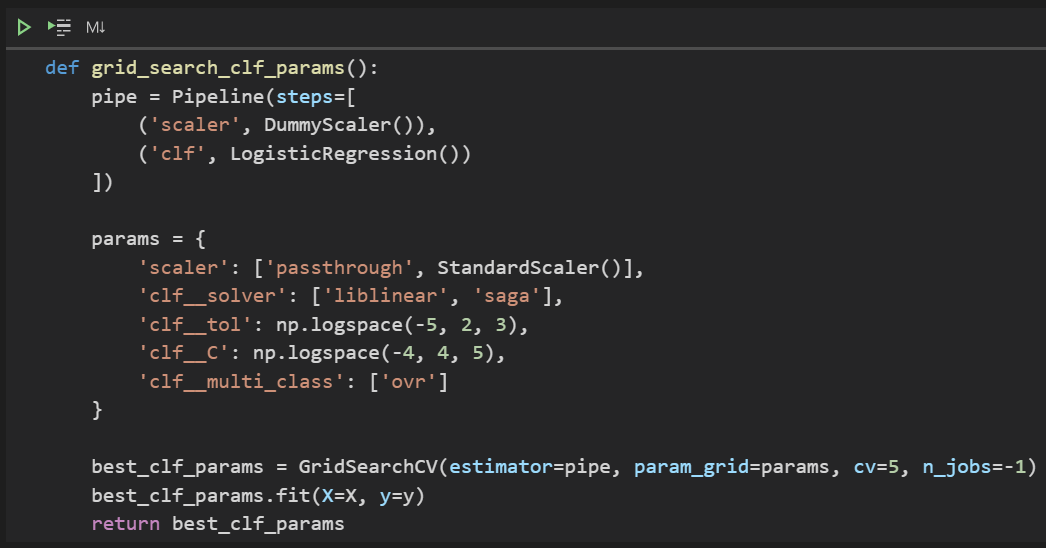 M↓
def grid_search_clf_params():
    pipe = Pipeline(steps=[
        ('scaler', DummyScaler()),
        ('clf', LogisticRegression())
    ])
    params = {
        'scaler': ['passthrough', StandardScaler()],
        'clf__solver': ['liblinear', 'saga'],
        'clf__tol': np.logspace(-5, 2, 3),
        'clf__C': np.logspace(-4, 4, 5),
        'clf__multi_class': ['ovr']
    }
    best_clf_params = GridSearchCV(estimator=pipe, param_grid=params, cv=5, n_jobs=-1)
    best_clf_params.fit(X=X, y=y)
    return best_clf_params